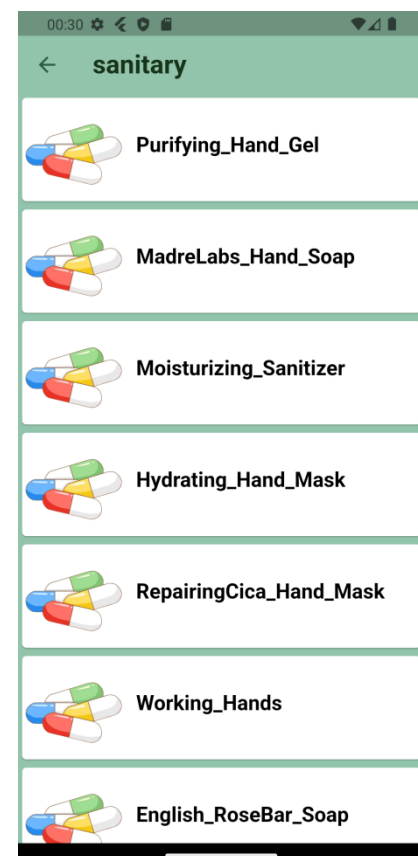 00:30
sanitary
Purifying_Hand_Gel
MadreLabs_Hand_Soap
Moisturizing_Sanitizer
Hydrating_Hand_Mask
RepairingCica_Hand_Mask
Working_Hands
English_RoseBar_Soap